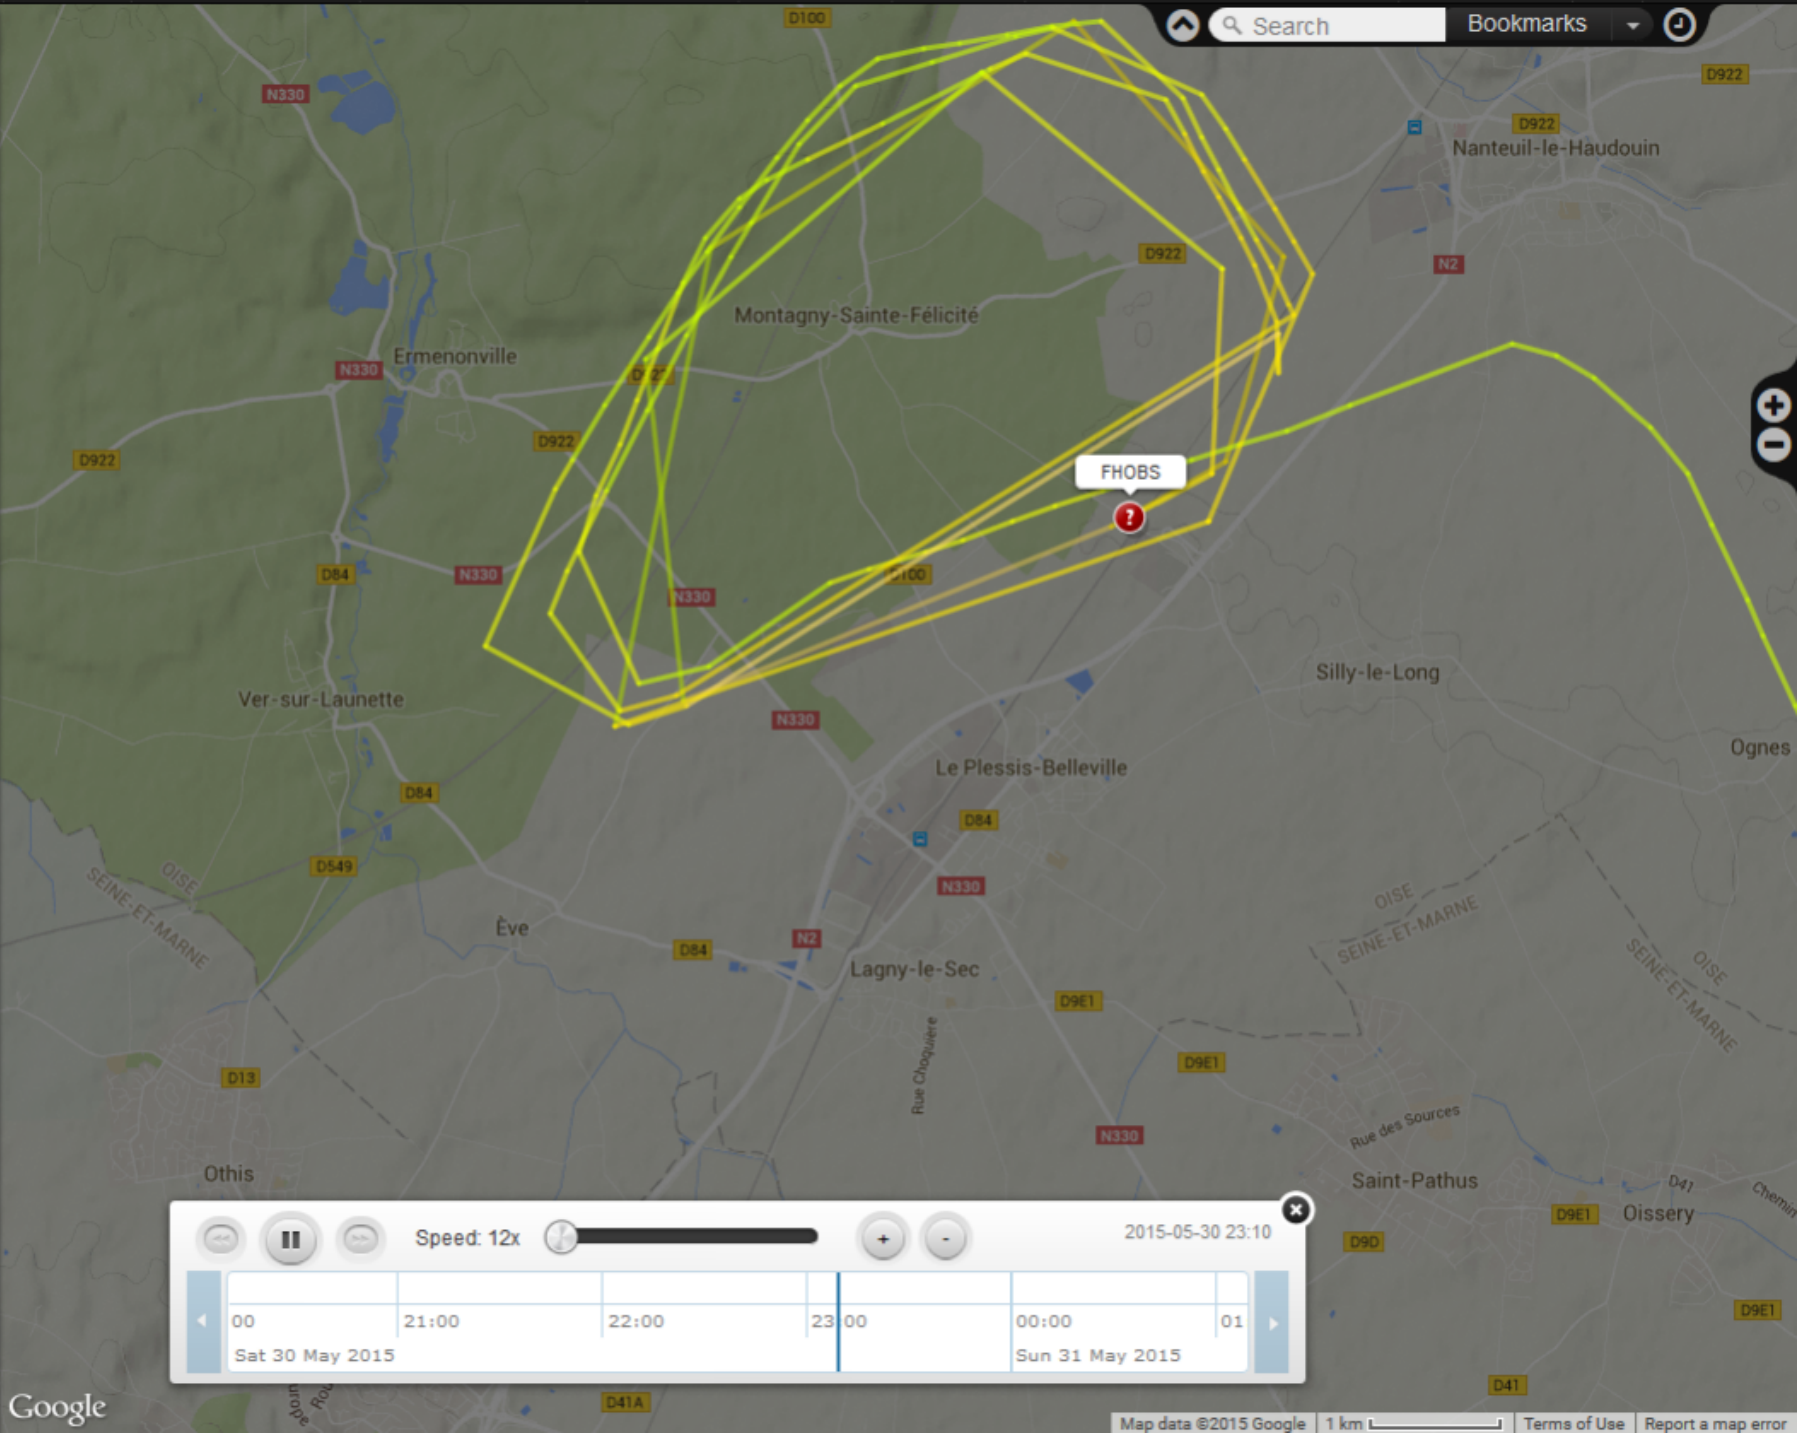 D100
Search
Bookmarks
N330
D922
D922
Nanteuil-le-Haudouin
D922
N2
Montagny-Sainte-Félicité
Ermenonville
N330
D922
D922
FHOBS
?
D84
N330
D100
N330
Silly-le-Long
Ver-sur-Launette
N330
Ognes
Le Plessis-Belleville
D84
D84
D549
OISE
SEINE-ET-MARNE
N330
OISE
SEINE-ET-MARNE
Ève
N2
D84
OISE
SEINE-ET-MARNE
Lagny-le-Sec
D9E1
Rue Choquière
D9E1
D13
Rue des Sources
N330
Othis
Saint-Pathus
D41
Chemin
D9E1
Oissery
D9D
Speed: 12x
+
-
2015-05-30 23:10
00
21:00
22:00
23:00
00:00
01
Sat 30 May 2015
Sun 31 May 2015
D9E1
D41
D41A
Google
Map data ©2015 Google
1 km
Terms of Use
Report a map error